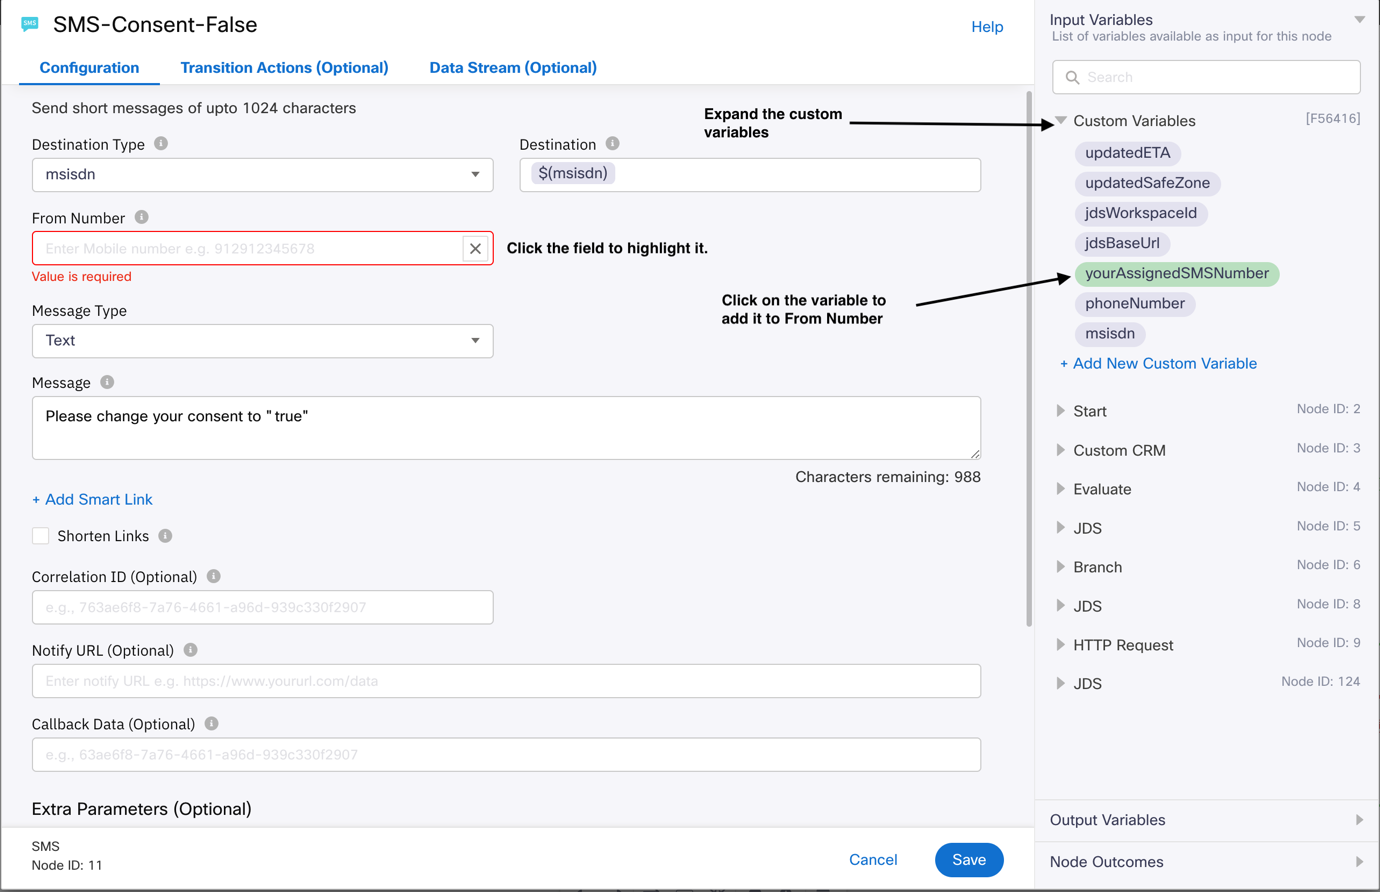 SMS
SMS-Consent-False
Help
Configuration
Transition Actions (Optional)
Data Stream (Optional)
Send short messages of upto 1024 characters
Destination Type
msisdn
Destination
$(msisdn)
From Number
Enter Mobile number e.g. 912912345678
Value is required
Click the field to highlight it.
Message Type
Text
Message
Please change your consent to "true"
Characters remaining: 988
+ Add Smart Link
Shorten Links
Correlation ID (Optional)
e.g., 763ae6f8-7a76-4661-a96d-939c330f2907
Notify URL (Optional)
Enter notify URL e.g. https://www.yoururl.com/data
Callback Data (Optional)
e.g., 63ae6f8-7a76-4661-a96d-939c330f2907
Extra Parameters (Optional)
SMS
Node ID: 11
Cancel
Save
Expand the custom
variables
Click on the variable to
add it to From Number
Input Variables
List of variables available as input for this node
Search
Custom Variables
[F56416]
updatedETA
updatedSafeZone
jdsWorkspaceId
jdsBaseUrl
yourAssignedSMSNumber
phoneNumber
msisdn
+ Add New Custom Variable
Start
Node ID: 2
Custom CRM
Node ID: 3
Evaluate
Node ID: 4
JDS
Node ID: 5
Branch
Node ID: 6
JDS
Node ID: 8
HTTP Request
Node ID: 9
JDS
Node ID: 124
Output Variables
Node Outcomes